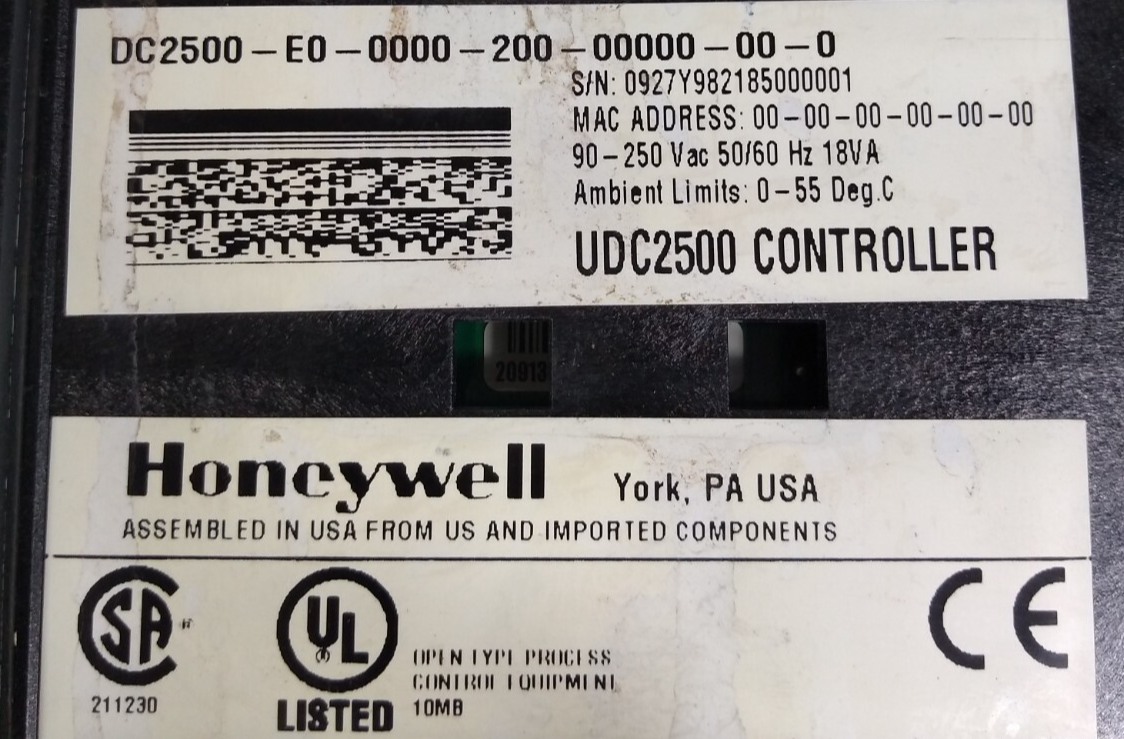 DC2500-E0-0000-200-00000-00-0
S/N: 0927Y982185000001
MAC ADDRESS: 00-00-00-00-00-00
90-250 Vac 50/60 Hz 18VA
Ambient Limits: 0-55 Deg.C
UDC2500 CONTROLLER
20913
Honeywell York, PA USA
ASSEMBLED IN USA FROM US AND IMPORTED COMPONENTS
SA
211230
UL
LISTED
OPEN TYPE PROCESS
CONTROL EQUIPMENT
10MB
CE